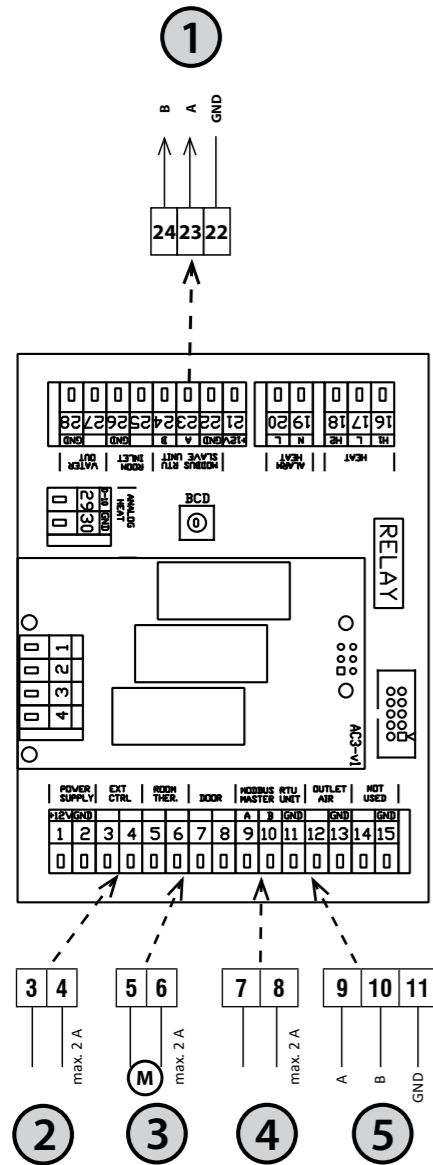 1
B A GND
24 23 22
28 27 26 25 24 23 22 21 20 19 18 17 16
GND GND B A GND +12V L N H2 L H1
WATER OUT ROOM INLET MODBUS RTU SLAVE UNIT ALARM HEAT HEAT
29 30
0-10 GND
ANALOG HEAT
BCD
0
RELAY
1
2
3
4
AC3-v1
POWER SUPPLY EXT CTRL ROOM THER. DOOR MODBUS RTU MASTER UNIT OUTLET AIR NOT USED
+12V GND A B GND GND GND
1 2 3 4 5 6 7 8 9 10 11 12 13 14 15
3 4 5 6 7 8 9 10 11
max. 2 A M max. 2 A max. 2 A A B GND
2 3 4 5